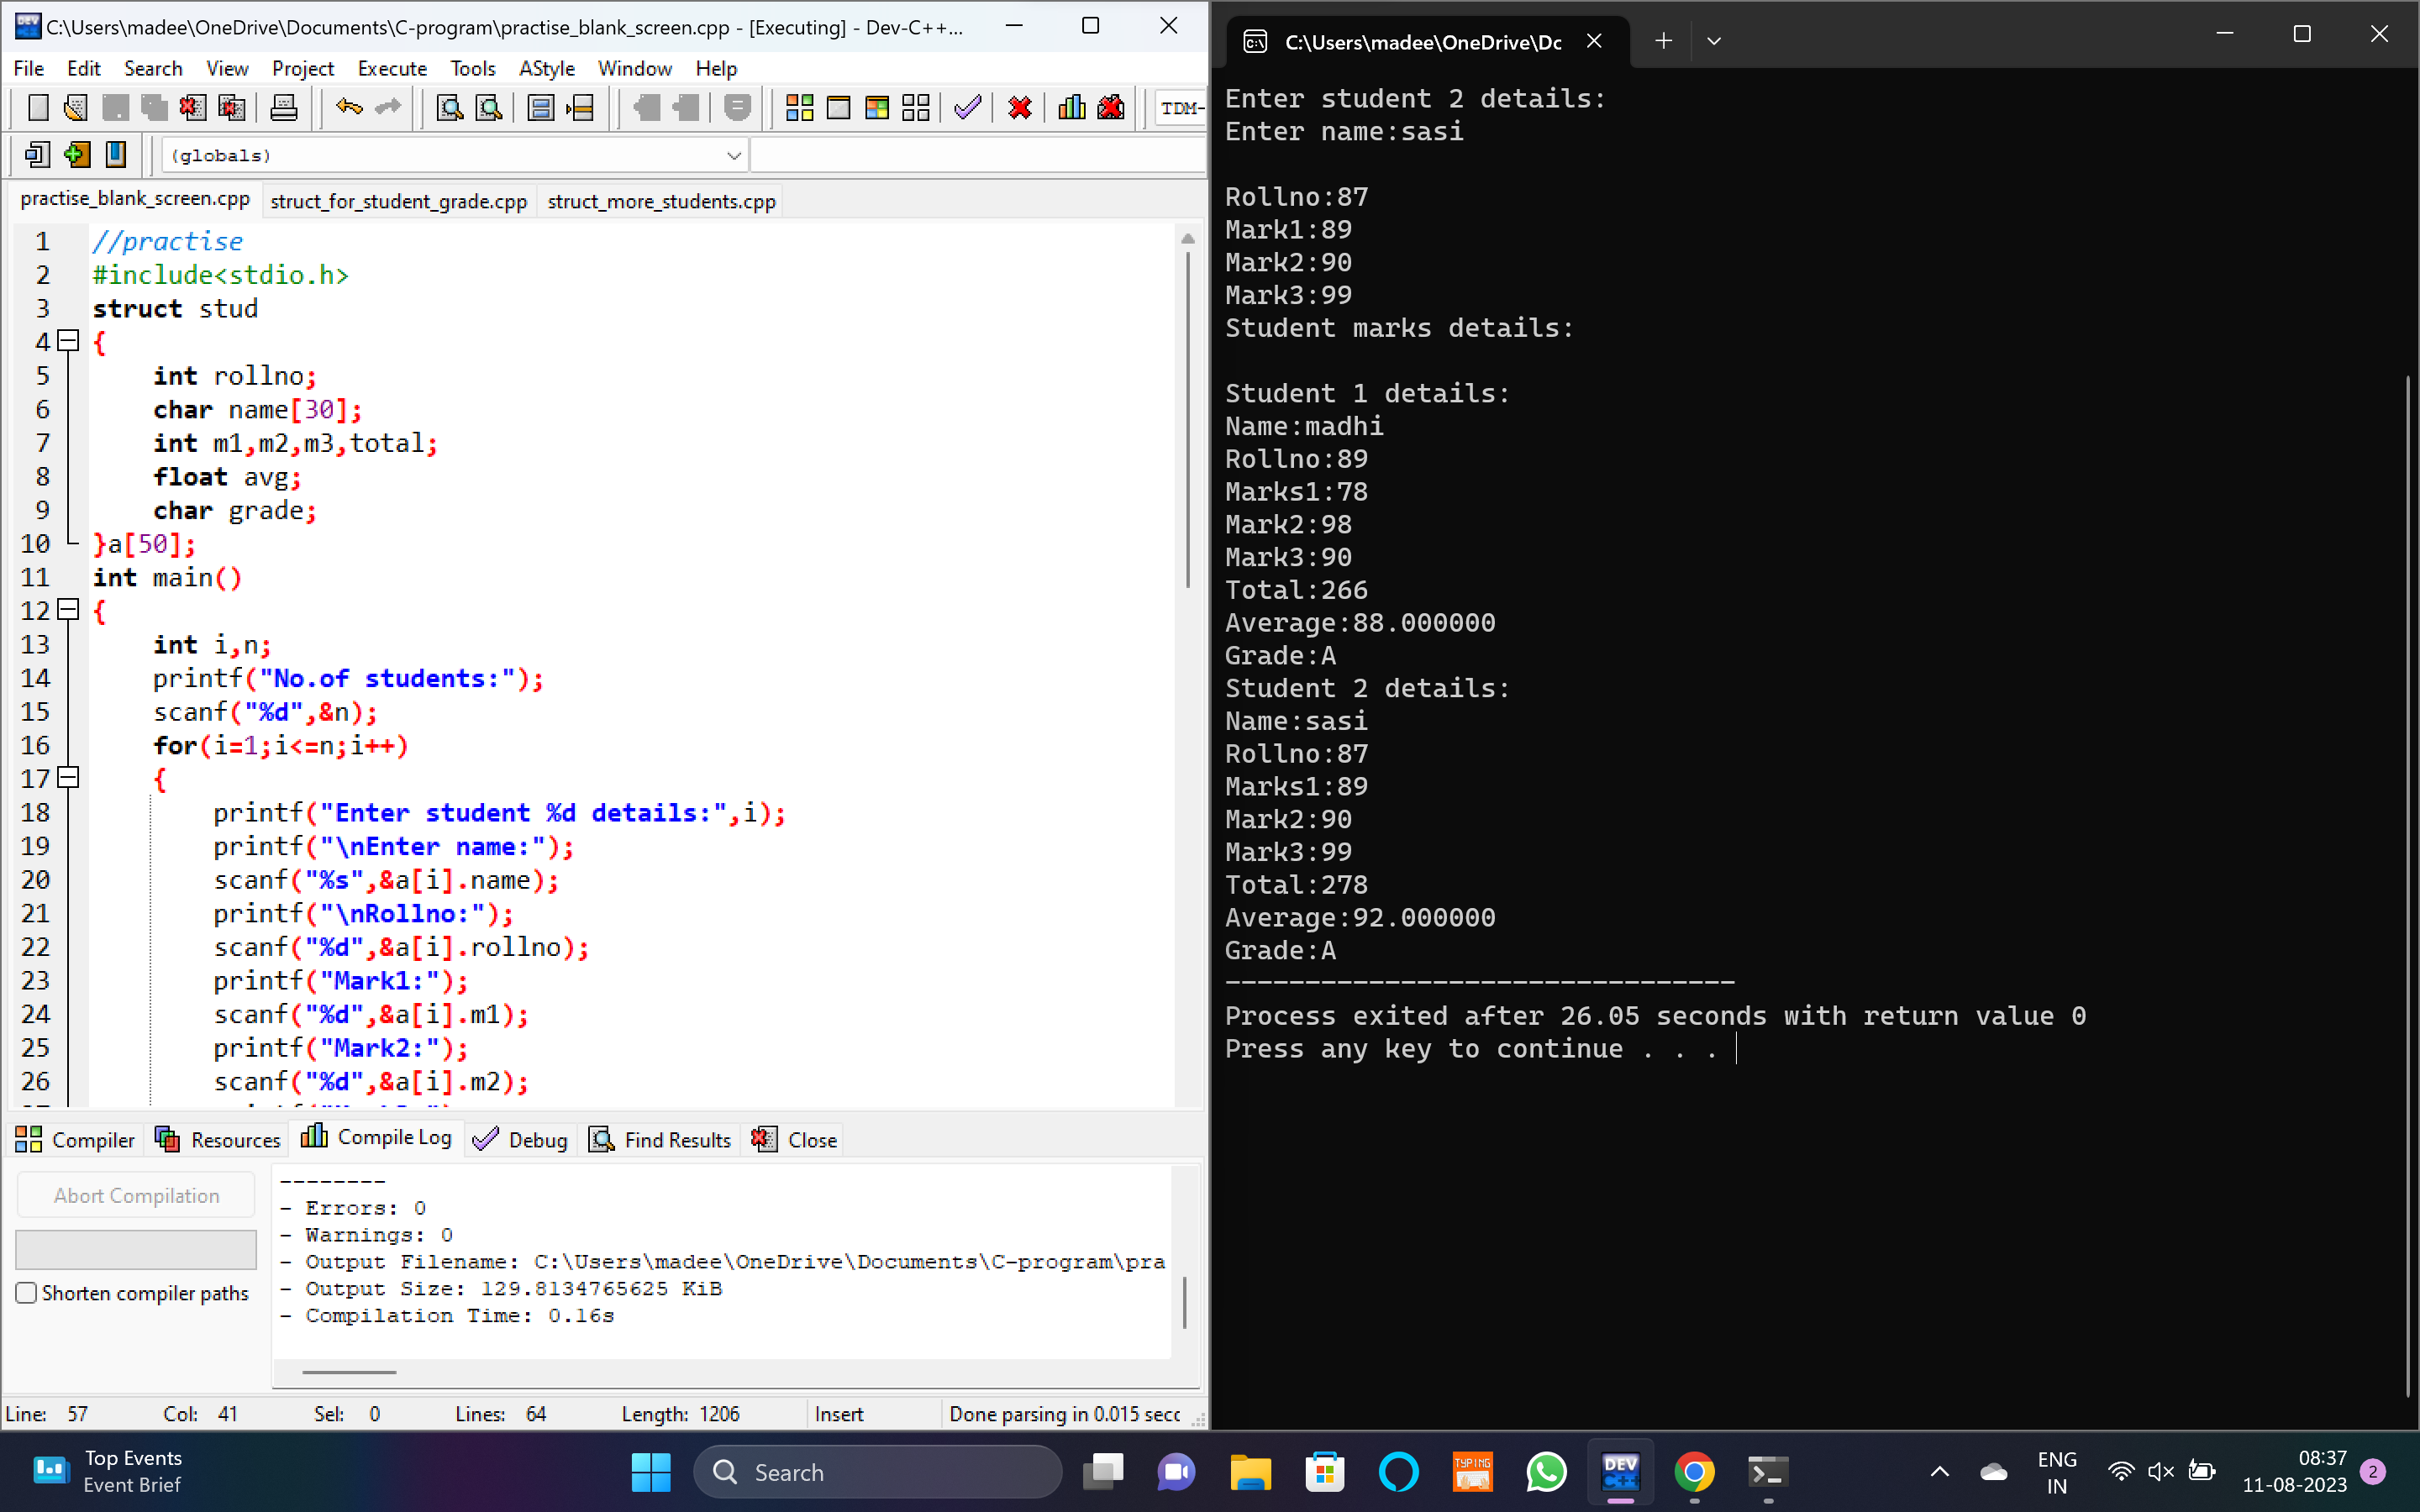 C:\Users\madee\OneDrive\Documents\C-program\practise_blank_screen.cpp - [Executing] - Dev-C++...
File Edit Search View Project Execute Tools AStyle Window Help
TDM-
(globals)
practise_blank_screen.cpp struct_for_student_grade.cpp struct_more_students.cpp
1 //practise
2 #include<stdio.h>
3 struct stud
4 {
5 int rollno;
6 char name[30];
7 int m1,m2,m3,total;
8 float avg;
9 char grade;
10 }a[50];
11 int main()
12 {
13 int i,n;
14 printf("No.of students:");
15 scanf("%d",&n);
16 for(i=1;i<=n;i++)
17 {
18 printf("Enter student %d details:",i);
19 printf("\nEnter name:");
20 scanf("%s",&a[i].name);
21 printf("\nRollno:");
22 scanf("%d",&a[i].rollno);
23 printf("Mark1:");
24 scanf("%d",&a[i].m1);
25 printf("Mark2:");
26 scanf("%d",&a[i].m2);
Compiler Resources Compile Log Debug Find Results Close
Abort Compilation
Shorten compiler paths
--------
- Errors: 0
- Warnings: 0
- Output Filename: C:\Users\madee\OneDrive\Documents\C-program\pra
- Output Size: 129.8134765625 KiB
- Compilation Time: 0.16s
Line: 57 Col: 41 Sel: 0 Lines: 64 Length: 1206 Insert Done parsing in 0.015 sec
C:\Users\madee\OneDrive\Dc
Enter student 2 details:
Enter name:sasi
Rollno:87
Mark1:89
Mark2:90
Mark3:99
Student marks details:
Student 1 details:
Name:madhi
Rollno:89
Marks1:78
Mark2:98
Mark3:90
Total:266
Average:88.000000
Grade:A
Student 2 details:
Name:sasi
Rollno:87
Marks1:89
Mark2:90
Mark3:99
Total:278
Average:92.000000
Grade:A
--------------------------------
Process exited after 26.05 seconds with return value 0
Press any key to continue . . .
Top Events
Event Brief
Search
TYPING
DEV
C++
ENG
IN
08:37
11-08-2023
2